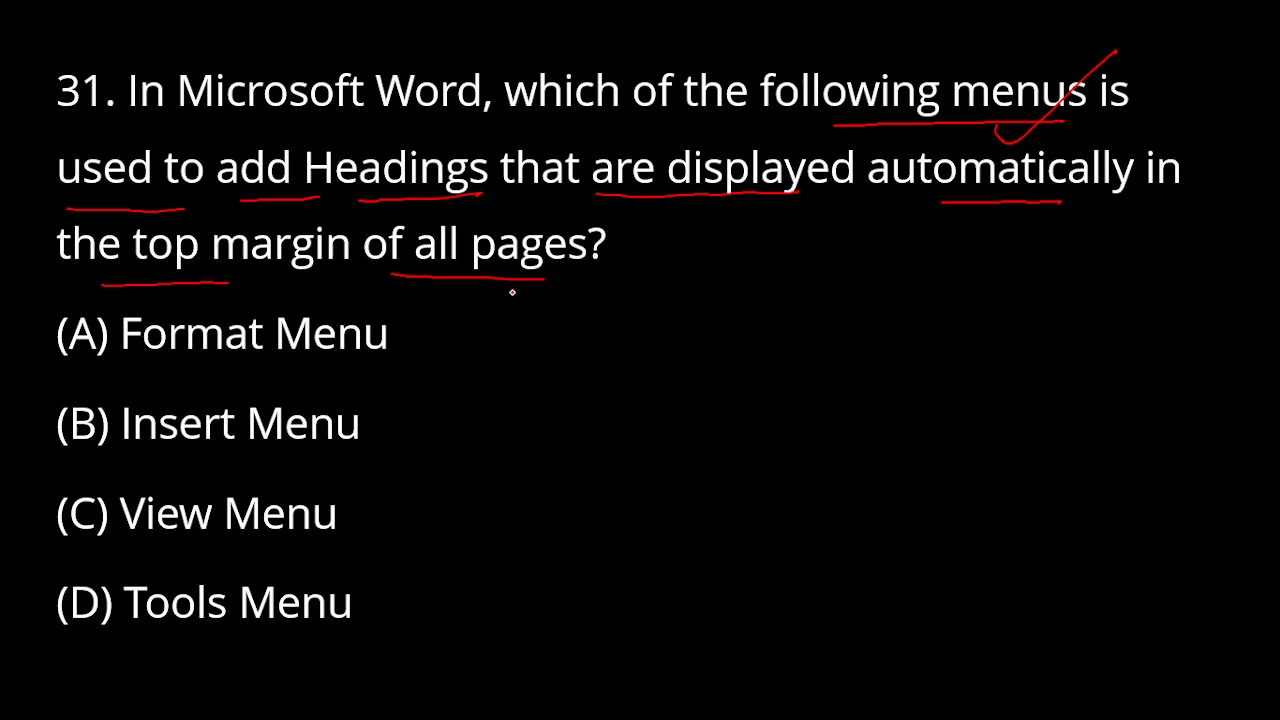 31. In Microsoft Word, which of the following menus is
used to add Headings that are displayed automatically in
the top margin of all pages?
(A) Format Menu
(B) Insert Menu
(C) View Menu
(D) Tools Menu